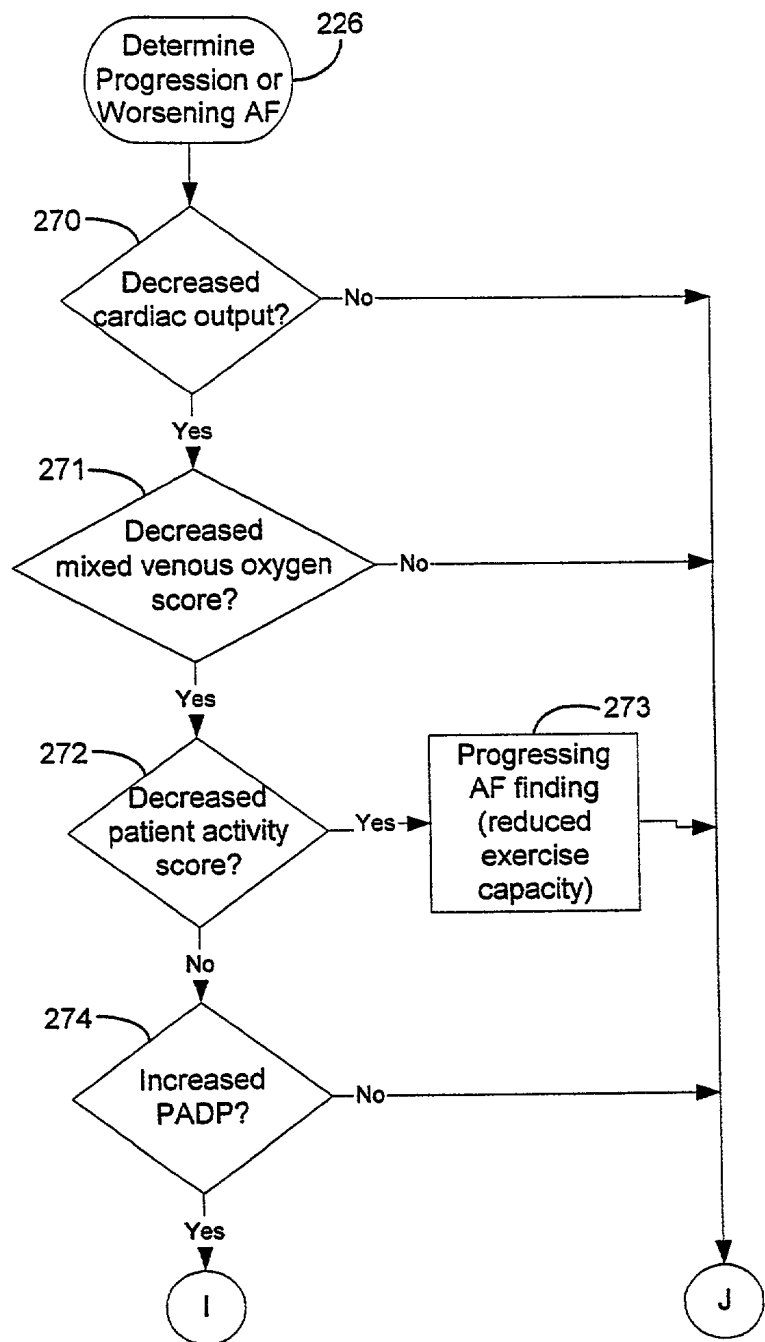 226
Determine
Progression or
Worsening AF
270
Decreased
cardiac output?
No
Yes
271
Decreased
mixed venous oxygen
score?
No
Yes
272
Decreased
patient activity
score?
Yes
273
Progressing
AF finding
(reduced
exercise
capacity)
No
274
Increased
PADP?
No
Yes
I
J